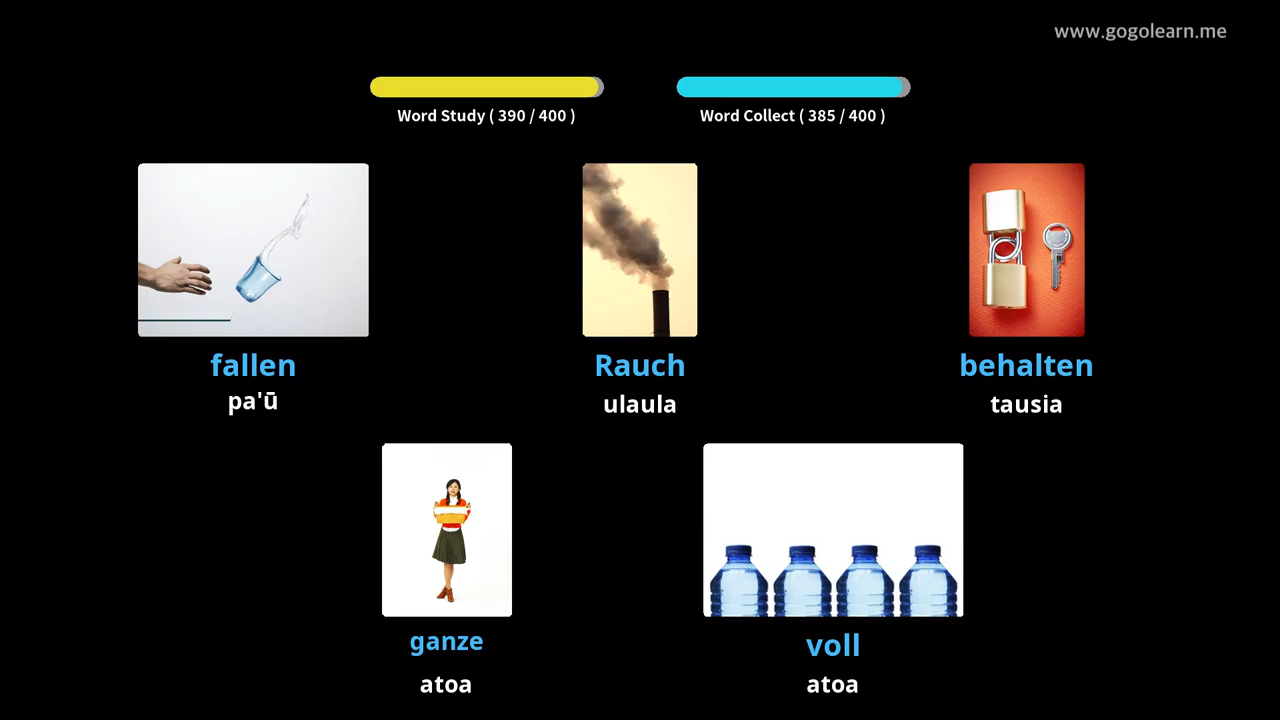 www.gogolearn.me
Word Study ( 390 / 400 )
Word Collect ( 385 / 400 )
fallen
pa'ū
Rauch
ulaula
behalten
tausia
ganze
atoa
voll
atoa